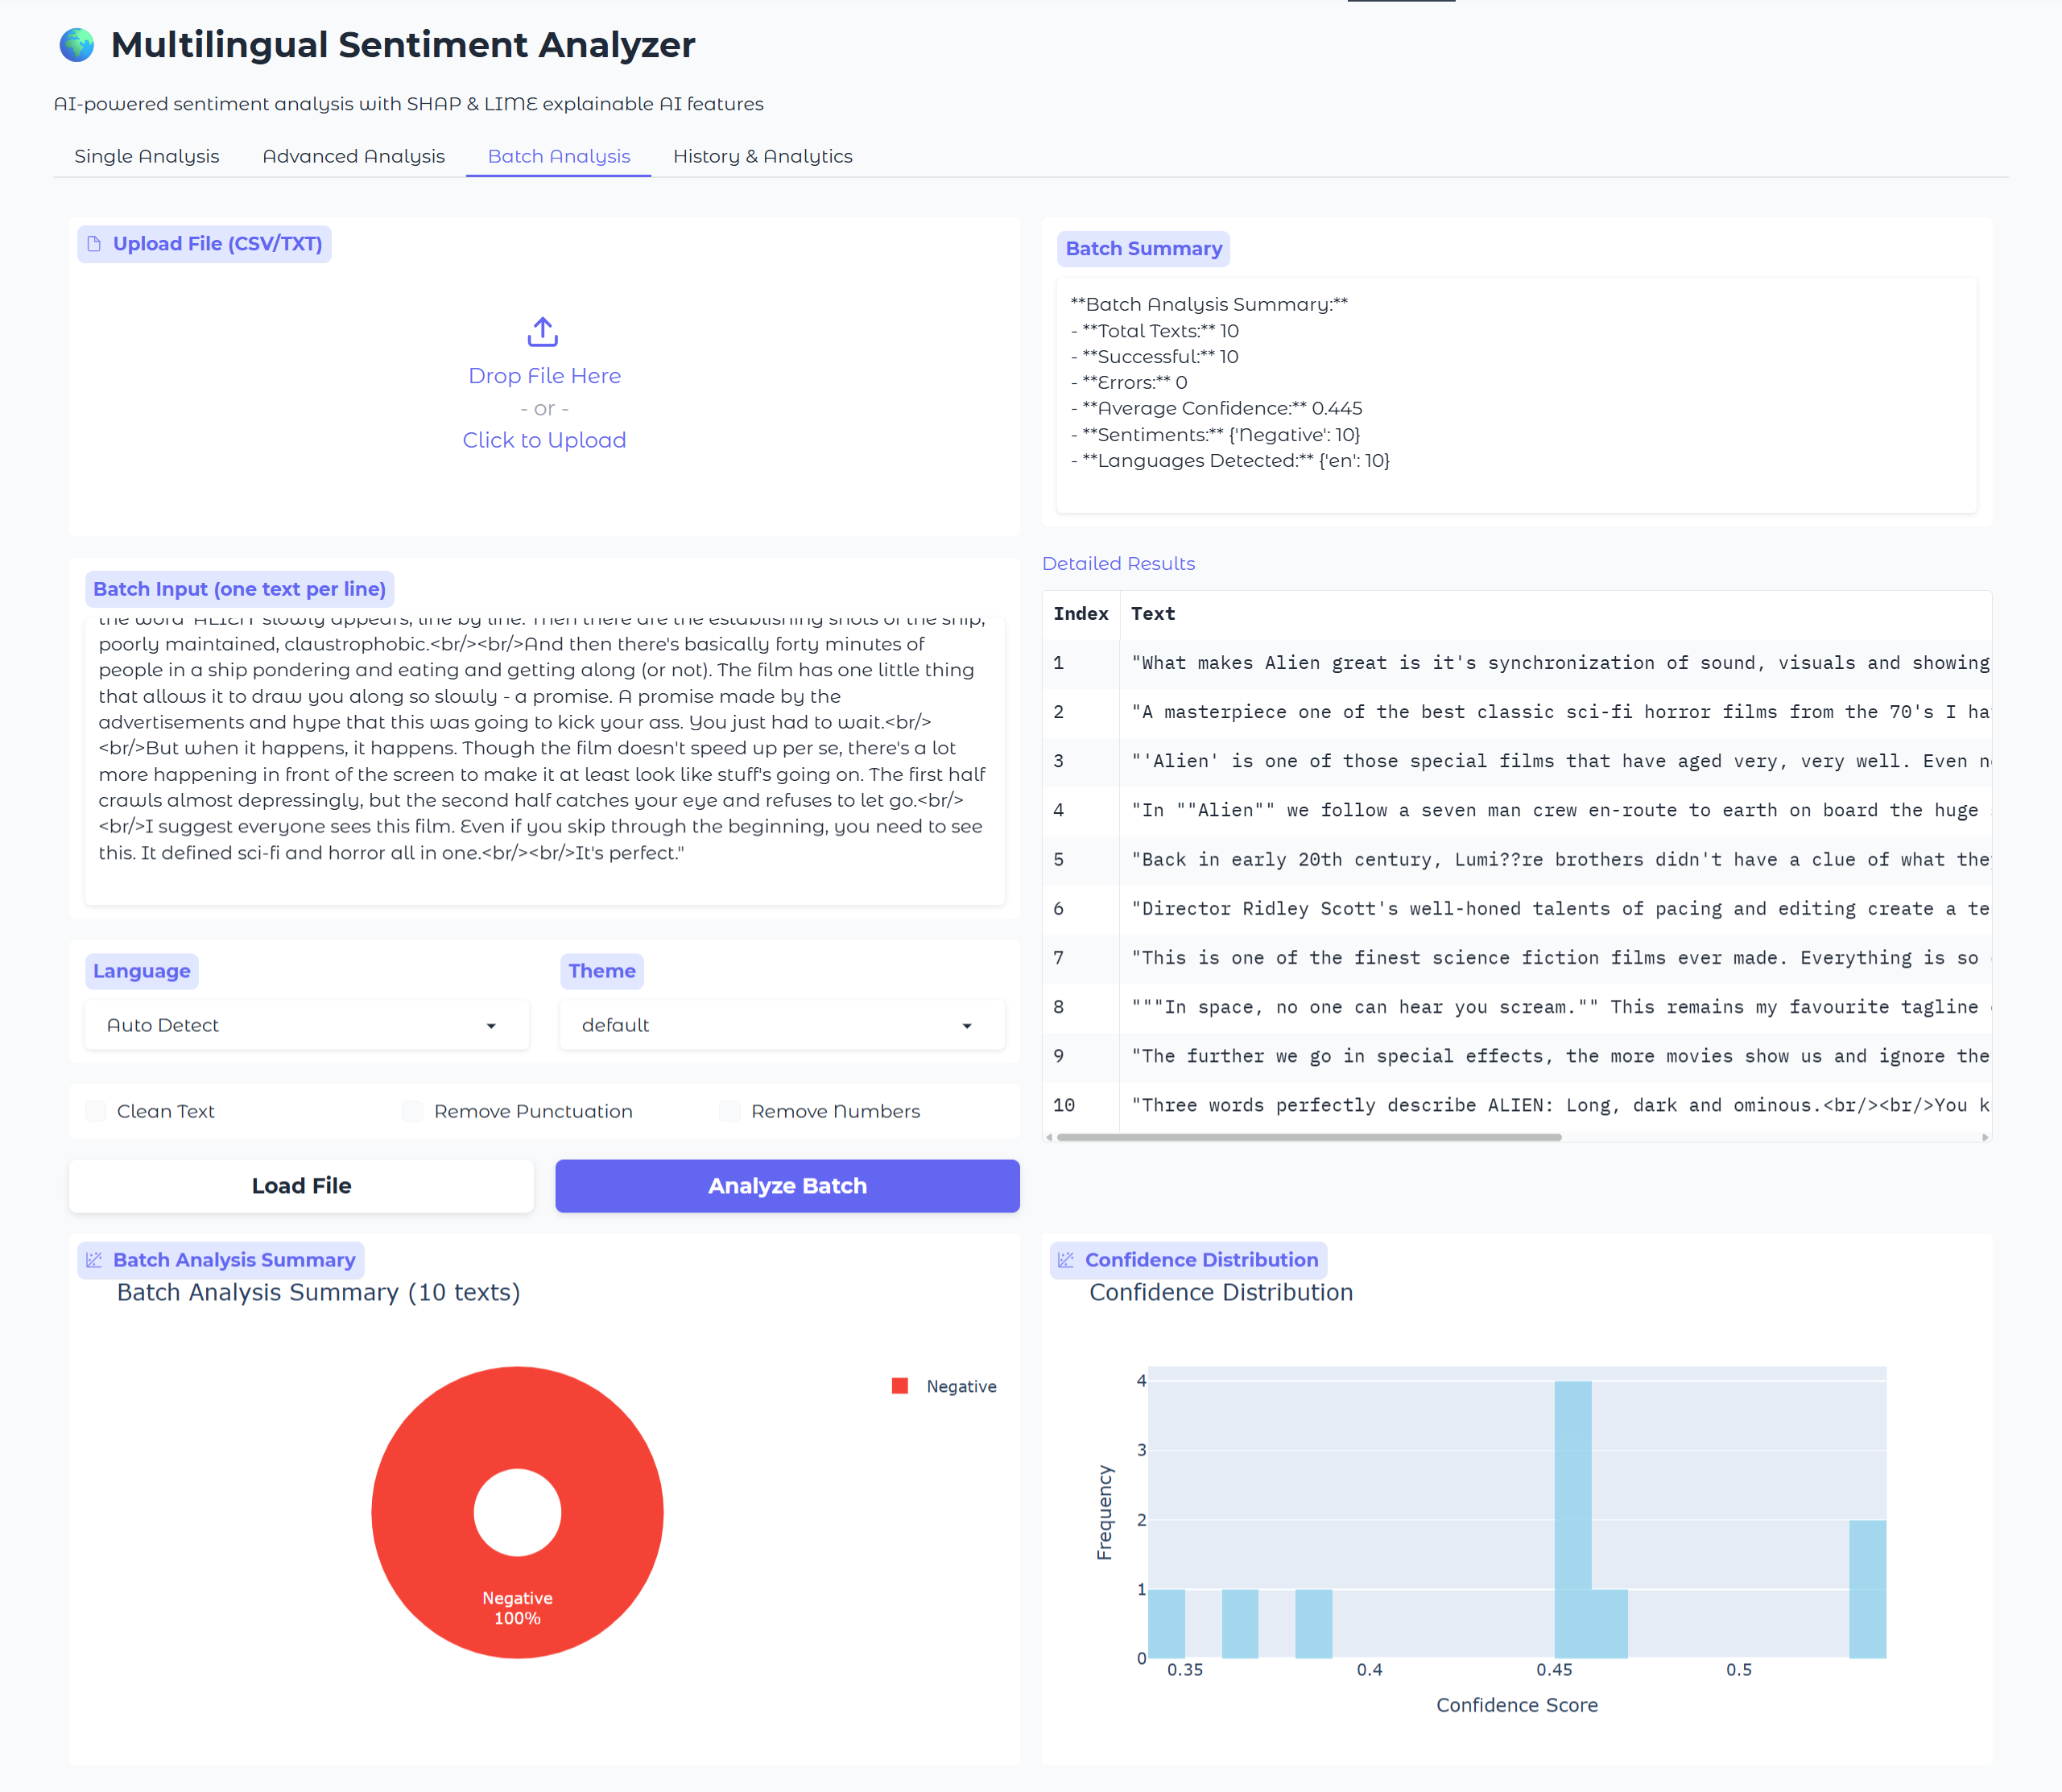 Multilingual Sentiment Analyzer
AI-powered sentiment analysis with SHAP & LIME explainable AI features
Single Analysis Advanced Analysis Batch Analysis History & Analytics
Upload File (CSV/TXT)
Drop File Here
- or -
Click to Upload
Batch Input (one text per line)
the word 'ALIEN' slowly appears, line by line. Then there are the establishing shots of the ship,
poorly maintained, claustrophobic.<br/><br/>And then there's basically forty minutes of
people in a ship pondering and eating and getting along (or not). The film has one little thing
that allows it to draw you along so slowly - a promise. A promise made by the
advertisements and hype that this was going to kick your ass. You just had to wait.<br/>
<br/>But when it happens, it happens. Though the film doesn't speed up per se, there's a lot
more happening in front of the screen to make it at least look like stuff's going on. The first half
crawls almost depressingly, but the second half catches your eye and refuses to let go.<br/>
<br/>I suggest everyone sees this film. Even if you skip through the beginning, you need to see
this. It defined sci-fi and horror all in one.<br/><br/>It's perfect."
Language Theme
Auto Detect default
Clean Text Remove Punctuation Remove Numbers
Load File Analyze Batch
Batch Summary
**Batch Analysis Summary:**
- **Total Texts:** 10
- **Successful:** 10
- **Errors:** 0
- **Average Confidence:** 0.445
- **Sentiments:** {'Negative': 10}
- **Languages Detected:** {'en': 10}
Detailed Results
Index Text
1 "What makes Alien great is it's synchronization of sound, visuals and showing
2 "A masterpiece one of the best classic sci-fi horror films from the 70's I ha
3 "'Alien' is one of those special films that have aged very, very well. Even n
4 "In ""Alien"" we follow a seven man crew en-route to earth on board the huge
5 "Back in early 20th century, Lumi??re brothers didn't have a clue of what the
6 "Director Ridley Scott's well-honed talents of pacing and editing create a te
7 "This is one of the finest science fiction films ever made. Everything is so
8 """In space, no one can hear you scream."" This remains my favourite tagline
9 "The further we go in special effects, the more movies show us and ignore the
10 "Three words perfectly describe ALIEN: Long, dark and ominous.<br/><br/>You k
Batch Analysis Summary
Batch Analysis Summary (10 texts)
Negative
Negative
100%
Confidence Distribution
Confidence Distribution
4
3
2
1
0
Frequency
0.35 0.4 0.45 0.5
Confidence Score